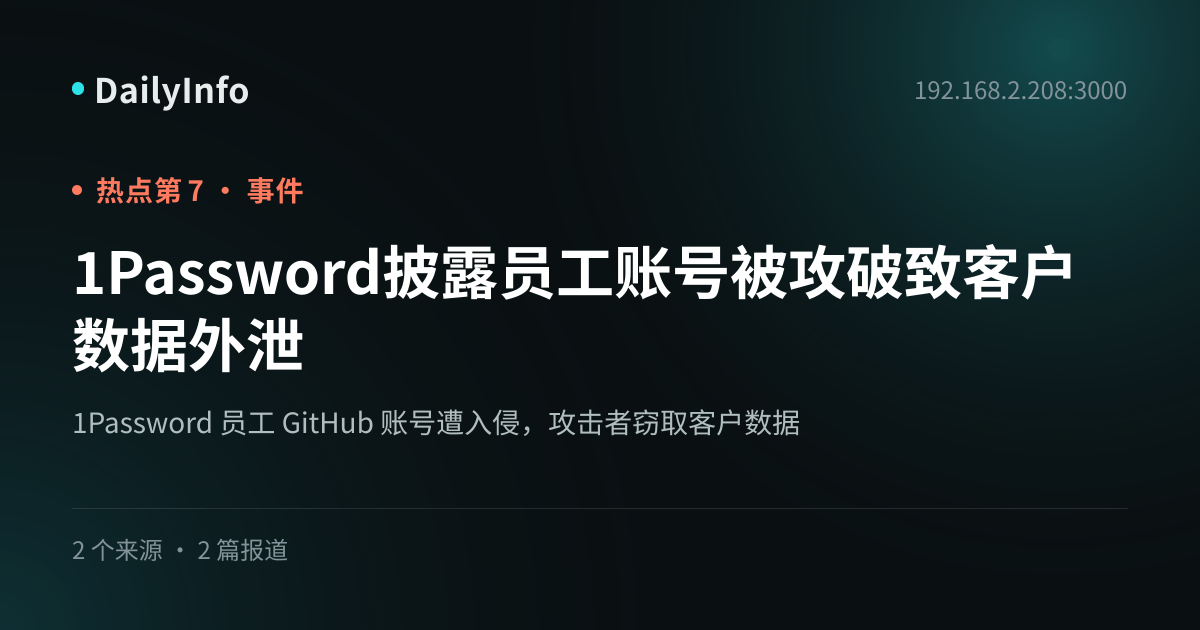 DailyInfo
192.168.2.208:3000
热点第 7 · 事件
1Password披露员工账号被攻破致客户
数据外泄
1Password 员工 GitHub 账号遭入侵，攻击者窃取客户数据
2 个来源 · 2 篇报道